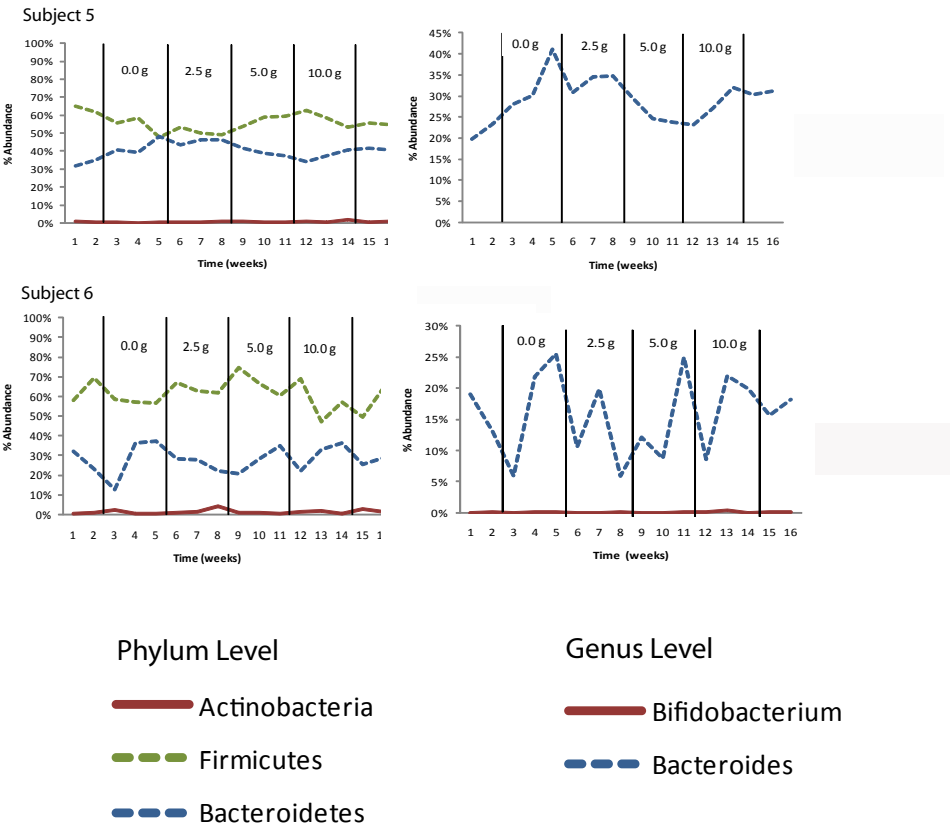 Subject 5
100%
90%
80%
70%
60%
50%
40%
30%
20%
10%
0%
% Abundance
0.0 g 2.5 g 5.0 g 10.0 g
1 2 3 4 5 6 7 8 9 10 11 12 13 14 15 1
Time (weeks)
45%
40%
35%
30%
25%
20%
15%
10%
5%
0%
% Abundance
0.0 g 2.5 g 5.0 g 10.0 g
1 2 3 4 5 6 7 8 9 10 11 12 13 14 15 16
Time (weeks)
Subject 6
100%
90%
80%
70%
60%
50%
40%
30%
20%
10%
0%
% Abundance
0.0 g 2.5 g 5.0 g 10.0 g
1 2 3 4 5 6 7 8 9 10 11 12 13 14 15 1
Time (weeks)
30%
25%
20%
15%
10%
5%
0%
% Abundance
0.0 g 2.5 g 5.0 g 10.0 g
1 2 3 4 5 6 7 8 9 10 11 12 13 14 15 16
Time (weeks)
Phylum Level
Actinobacteria
Firmicutes
Bacteroidetes
Genus Level
Bifidobacterium
Bacteroides